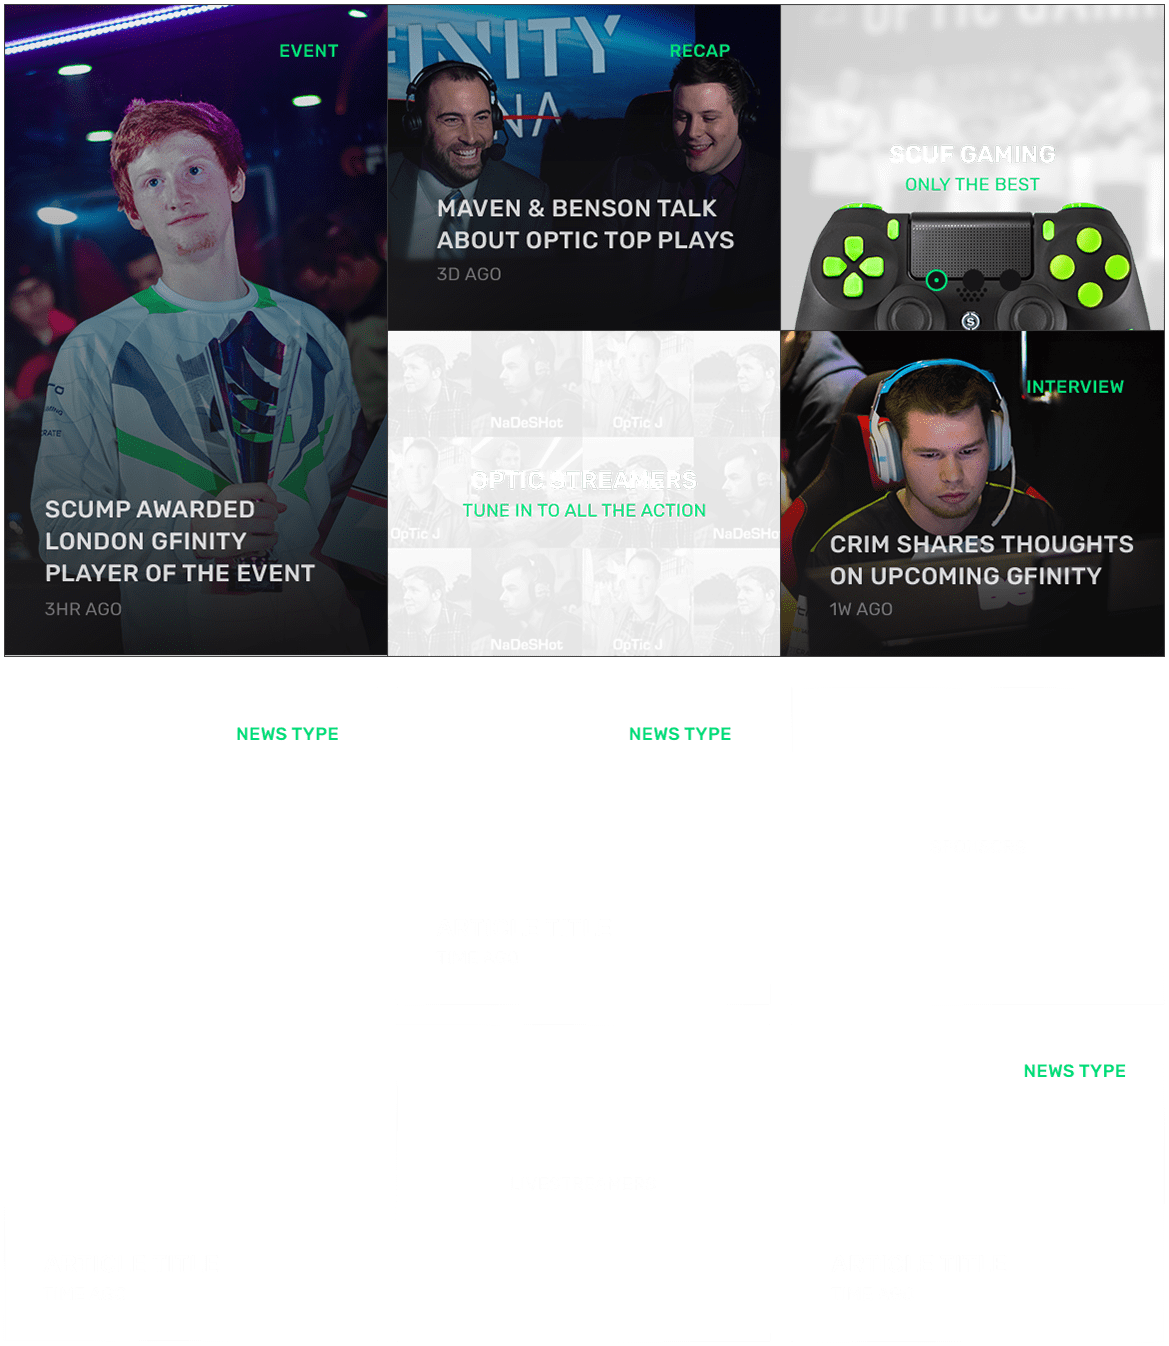 EVENT
SCUMP AWARDED
LONDON GFINITY
PLAYER OF THE EVENT
3HR AGO
RECAP
MAVEN & BENSON TALK
ABOUT OPTIC TOP PLAYS
3D AGO
SCUF GAMING
ONLY THE BEST
S
NaDeSHot
OpTic J
OPTIC STREAMERS
TUNE IN TO ALL THE ACTION
OpTic J
NaDeSHo
NaDeSHot
OpTic J
INTERVIEW
CRIM SHARES THOUGHTS
ON UPCOMING GFINITY
1W AGO
NEWS TYPE
NEWS TYPE
NEWS TYPE